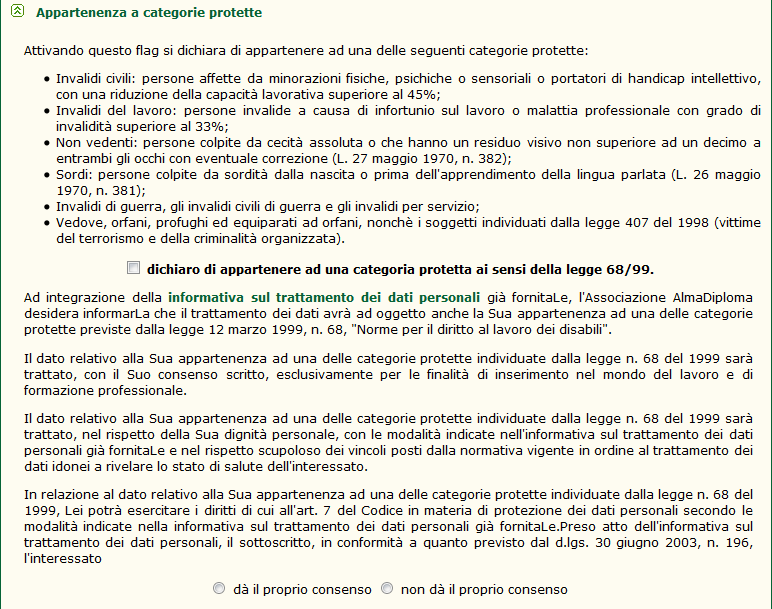 Appartenenza a categorie protette
Attivando questo flag si dichiara di appartenere ad una delle seguenti categorie protette:
• Invalidi civili: persone affette da minorazioni fisiche, psichiche o sensoriali o portatori di handicap intellettivo,
con una riduzione della capacità lavorativa superiore al 45%;
• Invalidi del lavoro: persone invalide a causa di infortunio sul lavoro o malattia professionale con grado di
invalidità superiore al 33%;
• Non vedenti: persone colpite da cecità assoluta o che hanno un residuo visivo non superiore ad un decimo a
entrambi gli occhi con eventuale correzione (L. 27 maggio 1970, n. 382);
• Sordi: persone colpite da sordità dalla nascita o prima dell'apprendimento della lingua parlata (L. 26 maggio
1970, n. 381);
• Invalidi di guerra, gli invalidi civili di guerra e gli invalidi per servizio;
• Vedove, orfani, profughi ed equiparati ad orfani, nonchè i soggetti individuati dalla legge 407 del 1998 (vittime
del terrorismo e della criminalità organizzata).
dichiaro di appartenere ad una categoria protetta ai sensi della legge 68/99.
Ad integrazione della informativa sul trattamento dei dati personali già fornitaLe, l'Associazione AlmaDiploma
desidera informarLa che il trattamento dei dati avrà ad oggetto anche la Sua appartenenza ad una delle categorie
protette previste dalla legge 12 marzo 1999, n. 68, "Norme per il diritto al lavoro dei disabili".
Il dato relativo alla Sua appartenenza ad una delle categorie protette individuate dalla legge n. 68 del 1999 sarà
trattato, con il Suo consenso scritto, esclusivamente per le finalità di inserimento nel mondo del lavoro e di
formazione professionale.
Il dato relativo alla Sua appartenenza ad una delle categorie protette individuate dalla legge n. 68 del 1999 sarà
trattato, nel rispetto della Sua dignità personale, con le modalità indicate nell'informativa sul trattamento dei dati
personali già fornitaLe e nel rispetto scrupoloso dei vincoli posti dalla normativa vigente in ordine al trattamento dei
dati idonei a rivelare lo stato di salute dell'interessato.
In relazione al dato relativo alla Sua appartenenza ad una delle categorie protette individuate dalla legge n. 68 del
1999, Lei potrà esercitare i diritti di cui all'art. 7 del Codice in materia di protezione dei dati personali secondo le
modalità indicate nella informativa sul trattamento dei dati personali già fornitaLe.Preso atto dell'informativa sul
trattamento dei dati personali, il sottoscritto, in conformità a quanto previsto dal d.lgs. 30 giugno 2003, n. 196,
l'interessato
dà il proprio consenso non dà il proprio consenso